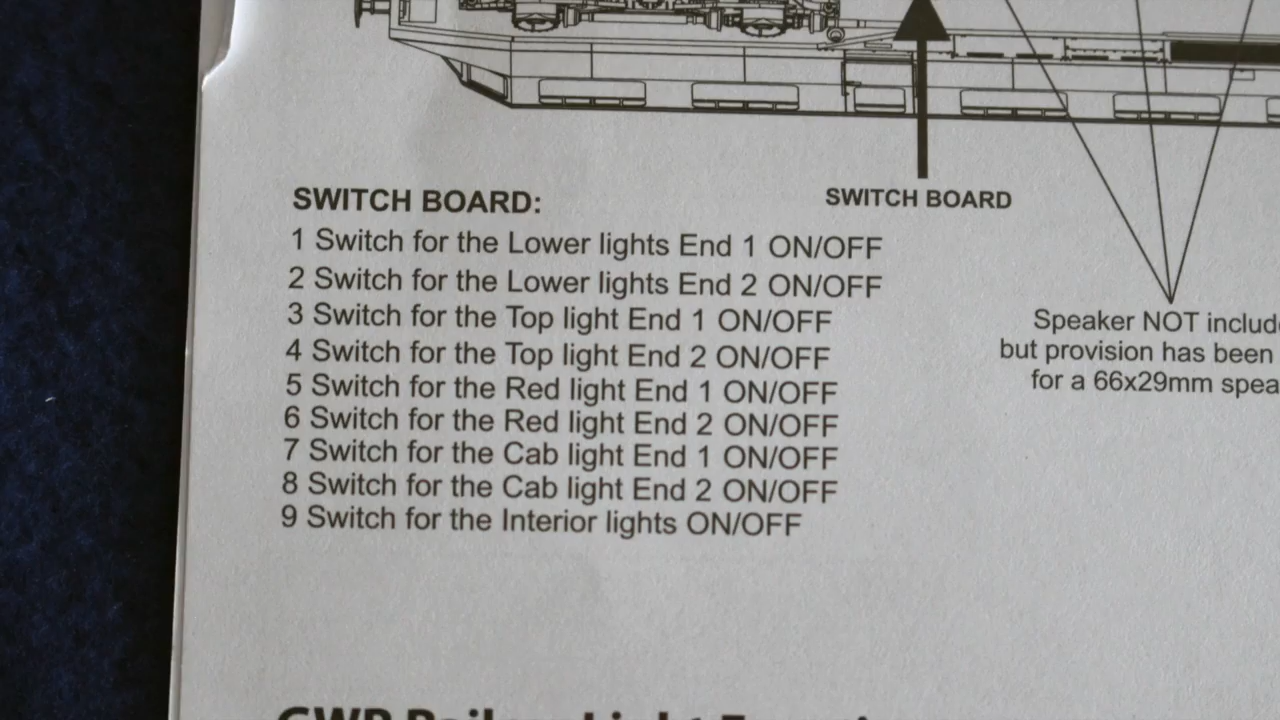 SWITCH BOARD:
1 Switch for the Lower lights End 1 ON/OFF
2 Switch for the Lower lights End 2 ON/OFF
3 Switch for the Top light End 1 ON/OFF
4 Switch for the Top light End 2 ON/OFF
5 Switch for the Red light End 1 ON/OFF
6 Switch for the Red light End 2 ON/OFF
7 Switch for the Cab light End 1 ON/OFF
8 Switch for the Cab light End 2 ON/OFF
9 Switch for the Interior lights ON/OFF
SWITCH BOARD
Speaker NOT
but provision has been
for a 66x29mm
GWR